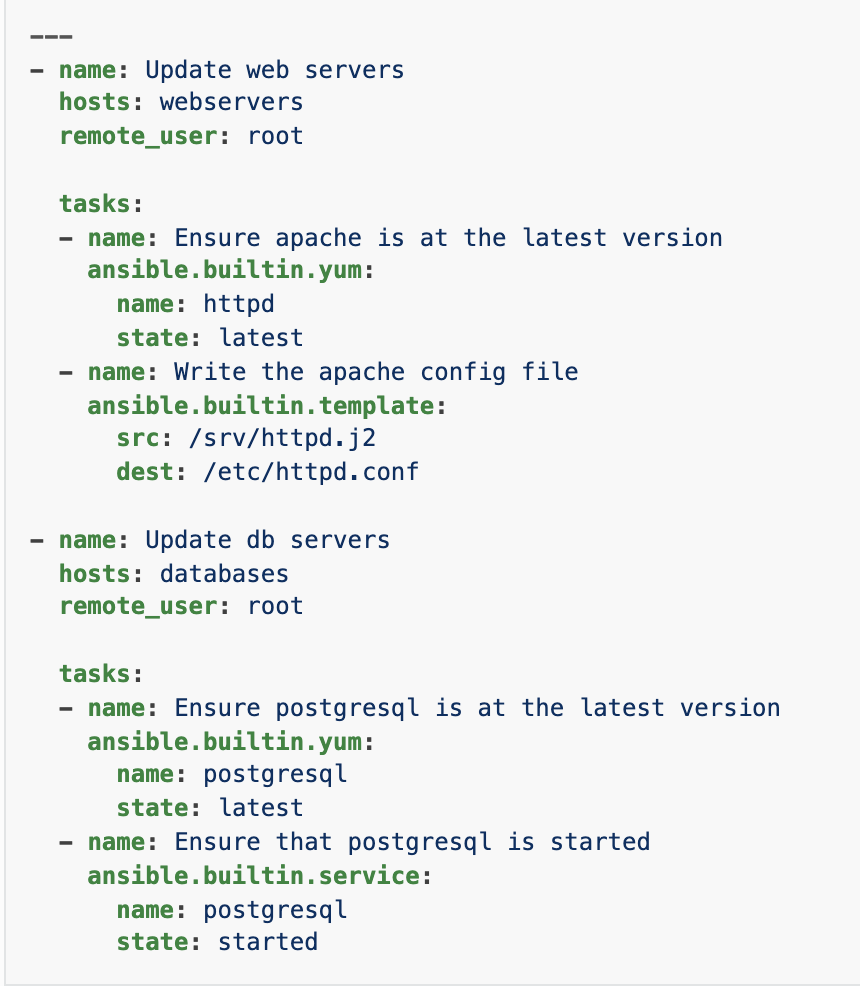 ---
- name: Update web servers
  hosts: webservers
  remote_user: root

  tasks:
  - name: Ensure apache is at the latest version
    ansible.builtin.yum:
      name: httpd
      state: latest
  - name: Write the apache config file
    ansible.builtin.template:
      src: /srv/httpd.j2
      dest: /etc/httpd.conf

- name: Update db servers
  hosts: databases
  remote_user: root

  tasks:
  - name: Ensure postgresql is at the latest version
    ansible.builtin.yum:
      name: postgresql
      state: latest
  - name: Ensure that postgresql is started
    ansible.builtin.service:
      name: postgresql
      state: started